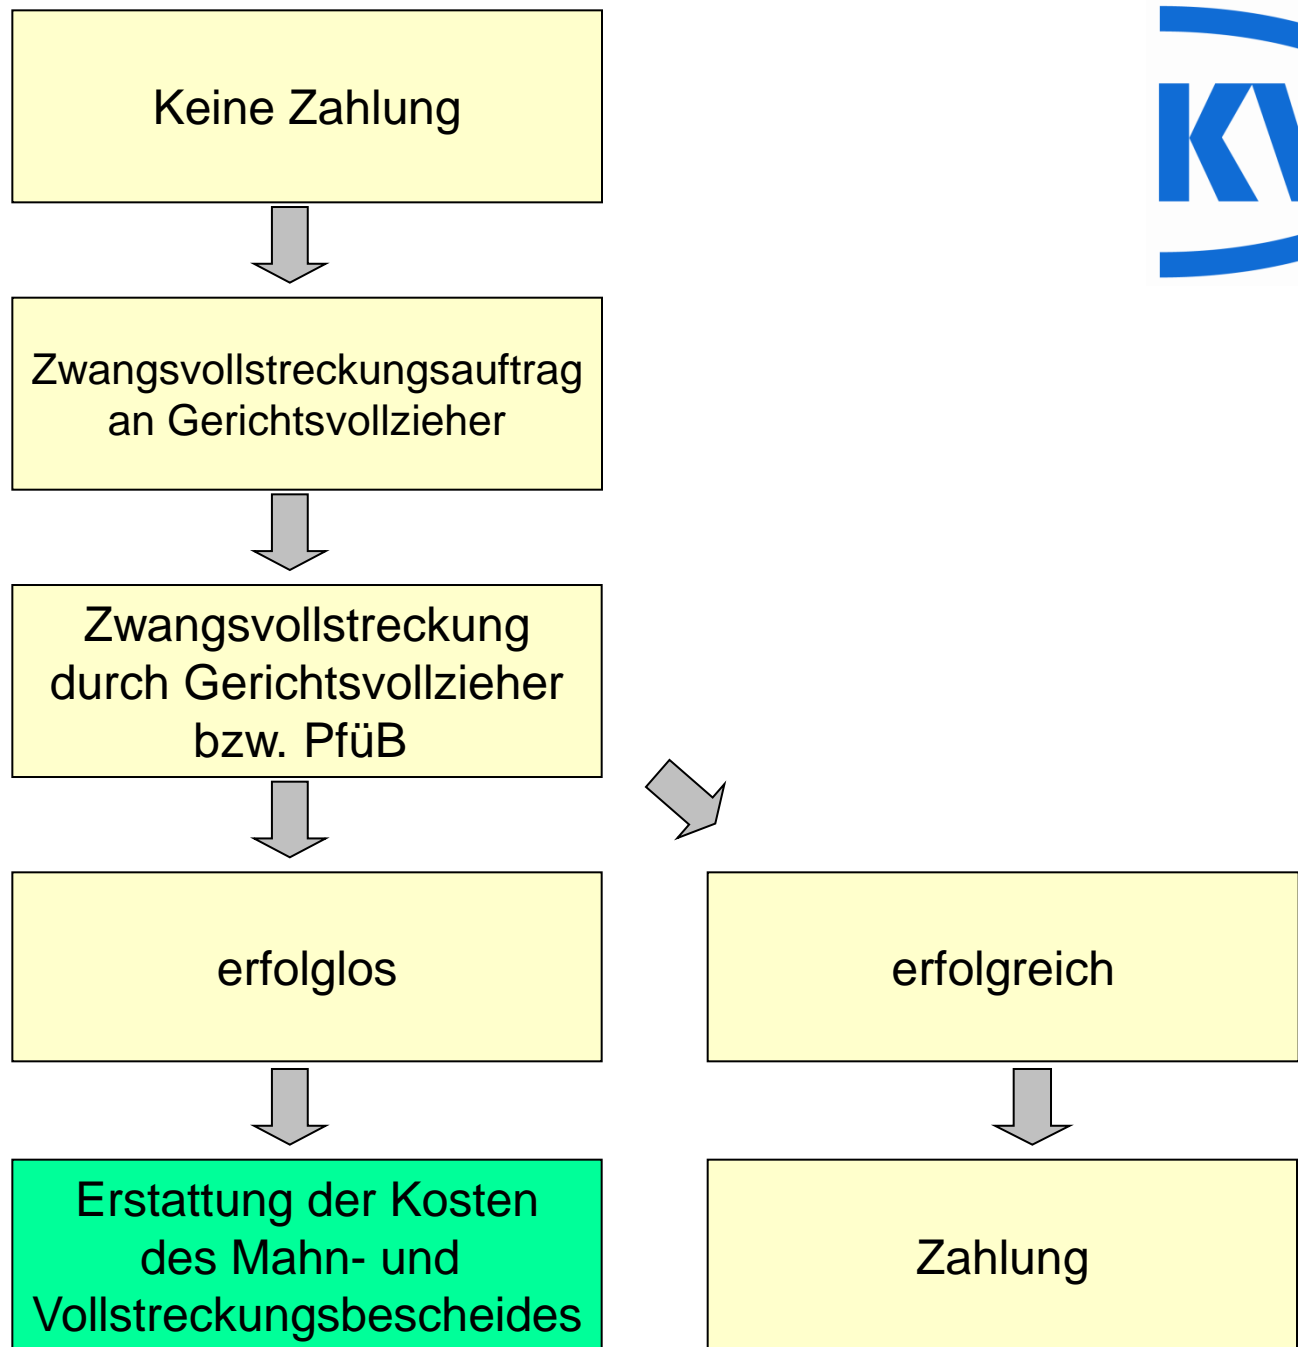 Keine Zahlung
KV
Zwangsvollstreckungsauftrag
an Gerichtsvollzieher
Zwangsvollstreckung
durch Gerichtsvollzieher
bzw. PfüB
erfolglos
erfolgreich
Erstattung der Kosten
des Mahn- und
Vollstreckungsbescheides
Zahlung